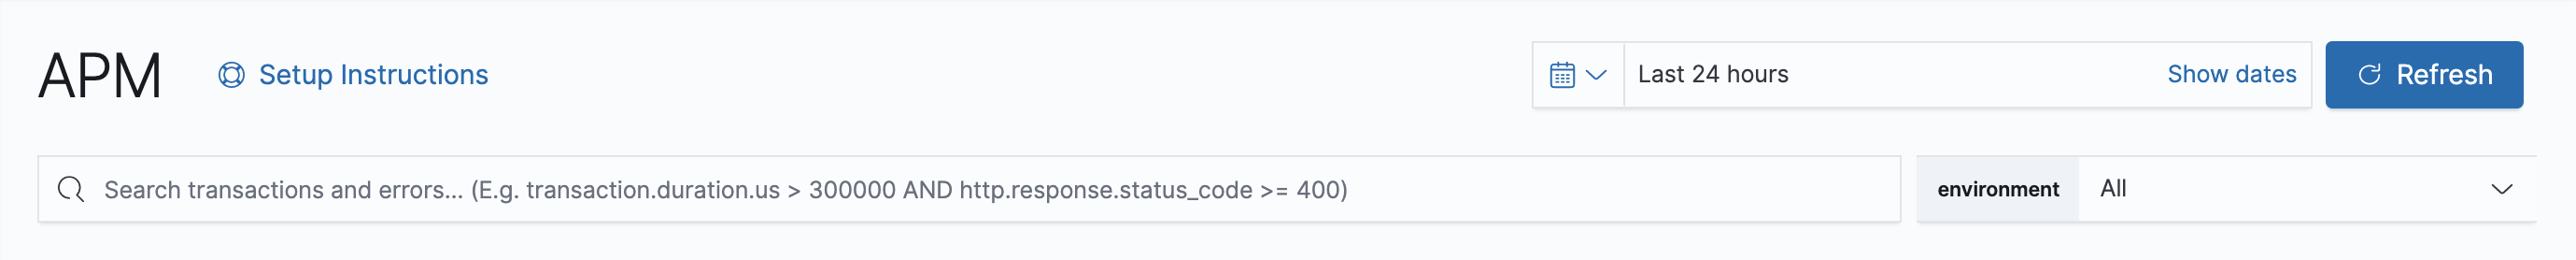 APM Setup Instructions Last 24 hours Show dates Refresh
Search transactions and errors... (E.g. transaction.duration.us > 300000 AND http.response.status_code >= 400) environment All